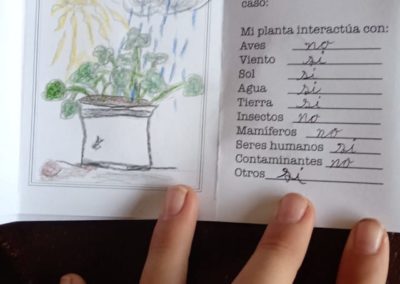 caso:
Mi planta interactúa con:
Aves no
Viento si
Sol si
Agua si
Tierra si
Insectos no
Mamíferos no
Seres humanos si
Contaminantes no
Otros si